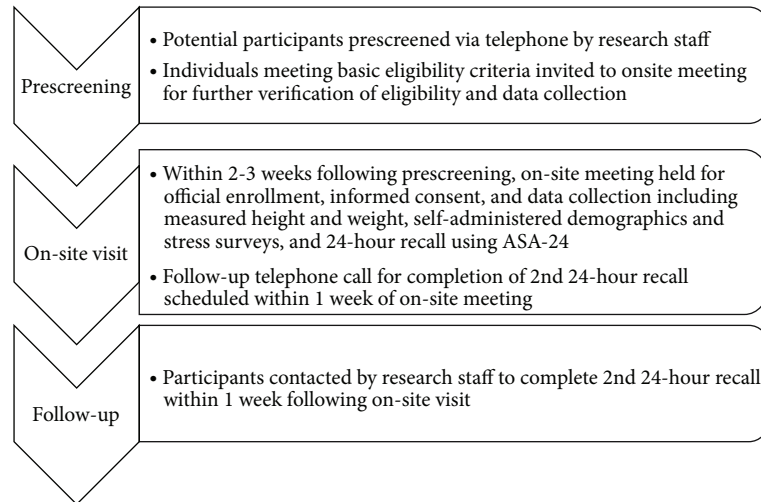 Prescreening
• Potential participants prescreened via telephone by research staff
• Individuals meeting basic eligibility criteria invited to onsite meeting
for further verification of eligibility and data collection
On-site visit
• Within 2-3 weeks following prescreening, on-site meeting held for
official enrollment, informed consent, and data collection including
measured height and weight, self-administered demographics and
stress surveys, and 24-hour recall using ASA-24
• Follow-up telephone call for completion of 2nd 24-hour recall
scheduled within 1 week of on-site meeting
Follow-up
• Participants contacted by research staff to complete 2nd 24-hour recall
within 1 week following on-site visit